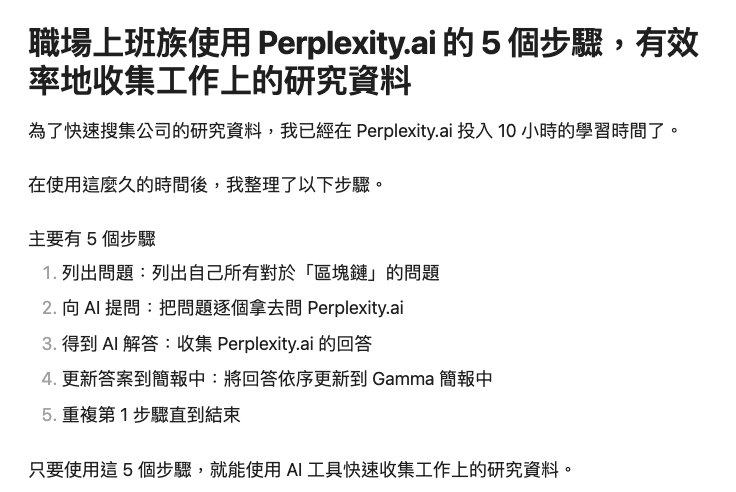 職場上班族使用 Perplexity.ai 的 5 個步驟，有效
率地收集工作上的研究資料
為了快速搜集公司的研究資料，我已經在 Perplexity.ai 投入 10 小時的學習時間了。
在使用這麼久的時間後，我整理了以下步驟。
主要有 5 個步驟
1. 列出問題：列出自己所有對於「區塊鏈」的問題
2. 向 AI 提問：把問題逐個拿去問 Perplexity.ai
3. 得到 AI 解答：收集 Perplexity.ai 的回答
4. 更新答案到簡報中：將回答依序更新到 Gamma 簡報中
5. 重複第 1 步驟直到結束
只要使用這 5 個步驟，就能使用 AI 工具快速收集工作上的研究資料。